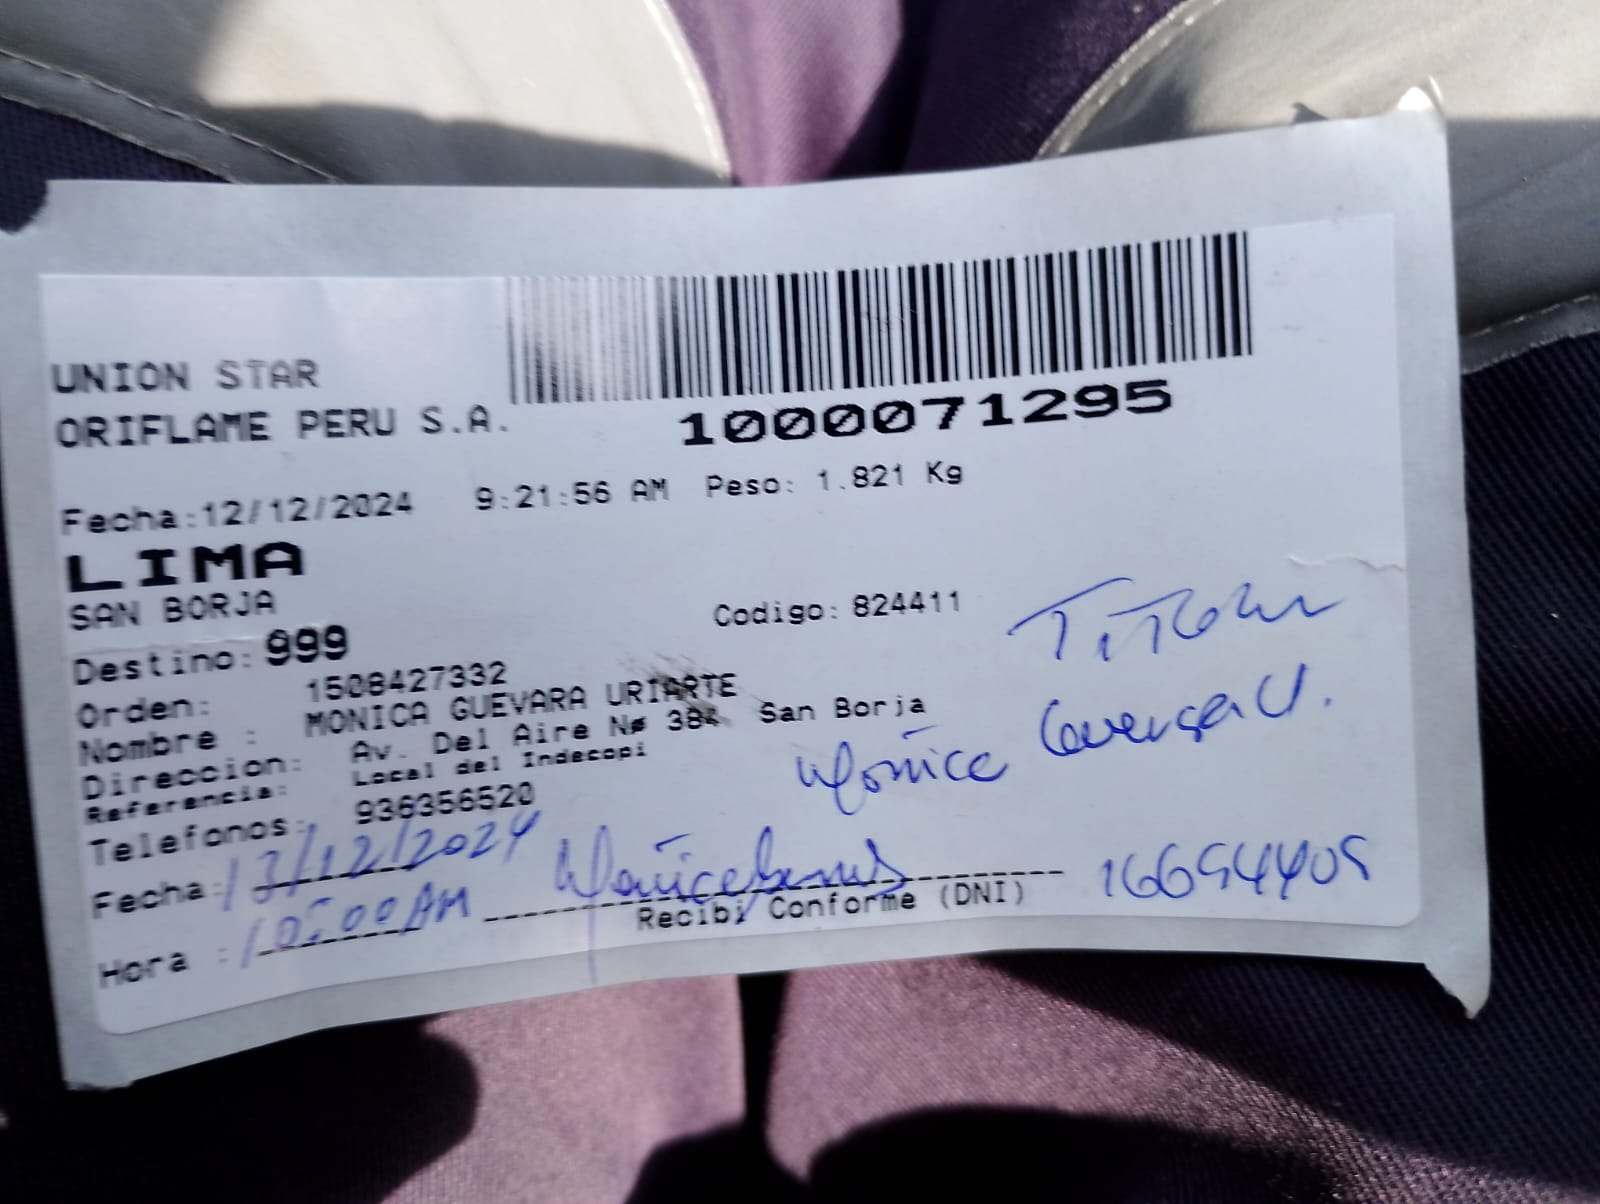 UNION STAR
ORIFLAME PERU S.A.
1000071295
Fecha:12/12/2024 9:21:56 AM Peso: 1.821 Kg
LIMA
SAN BORJA
Codigo: 824411
Destino: 999
Orden: 1508427332
Nombre : MONICA GUEVARA URIARTE
Direccion: Av. Del Aire Nø 384 San Borja
Referencia: Local del Indecopi
Telefonos: 936356520
Titular
Monica Guevara U.
Fecha: 13/12/2024
Hora : 10:00 AM
Recibi Conforme (DNI)